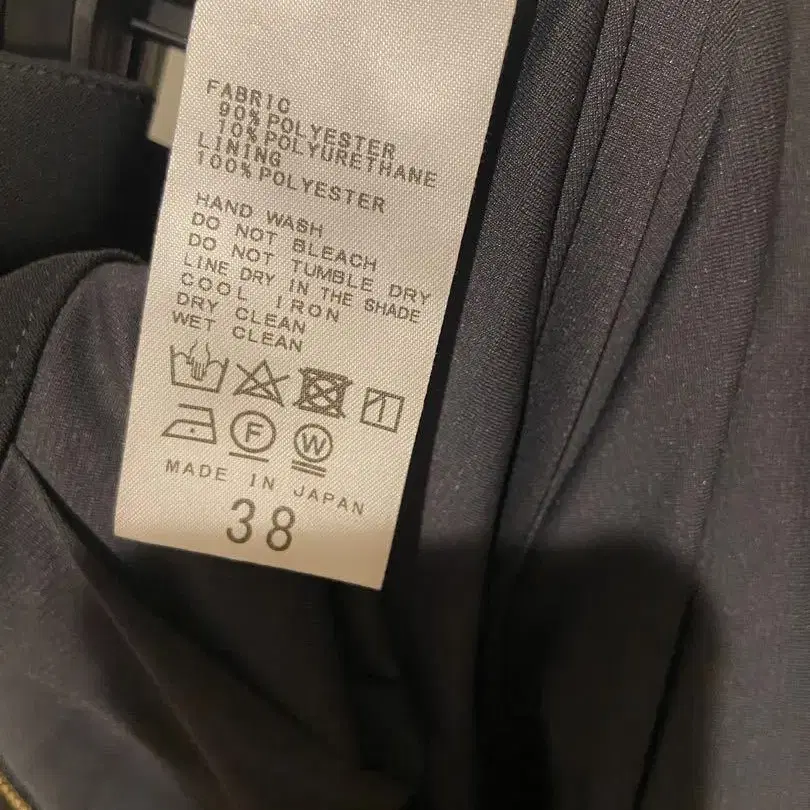 FABRIC
90% POLYESTER
10% POLYURETHANE
LINING
100% POLYESTER
HAND WASH
DO NOT BLEACH
DO NOT TUMBLE DRY
LINE DRY IN THE SHADE
COOL IRON
DRY CLEAN
WET CLEAN
F W
MADE IN JAPAN
38